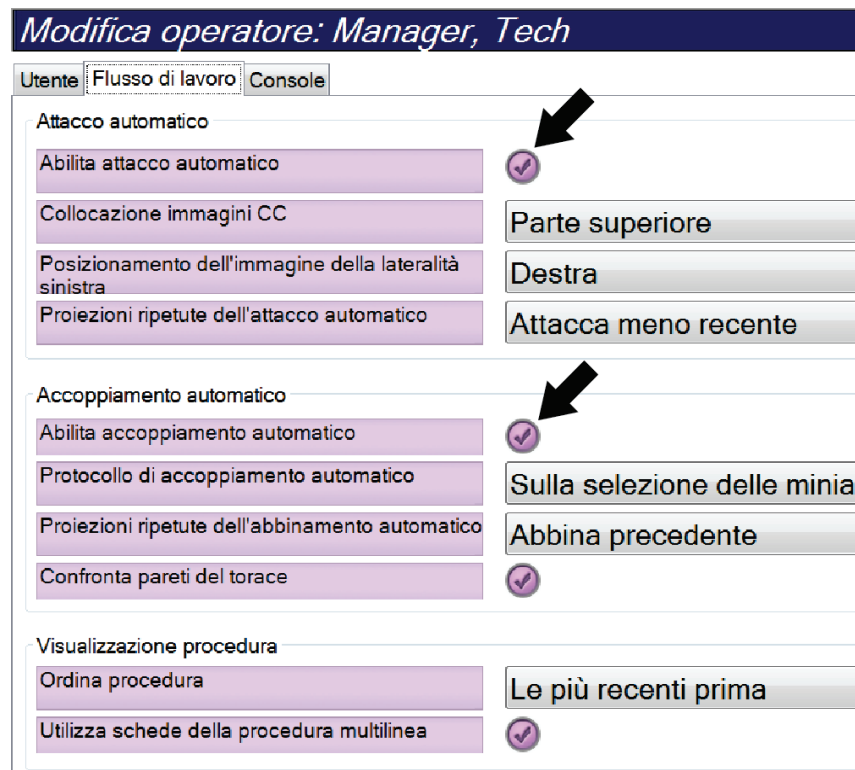 Modifica operatore: Manager, Tech
Utente Flusso di lavoro Console
Attacco automatico
Abilita attacco automatico
Collocazione immagini CC Parte superiore
Posizionamento dell'immagine della lateralità
sinistra Destra
Proiezioni ripetute dell'attacco automatico Attacca meno recente
Accoppiamento automatico
Abilita accoppiamento automatico
Protocollo di accoppiamento automatico Sulla selezione delle minia
Proiezioni ripetute dell'abbinamento automatico Abbina precedente
Confronta pareti del torace
Visualizzazione procedura
Ordina procedura Le più recenti prima
Utilizza schede della procedura multilinea